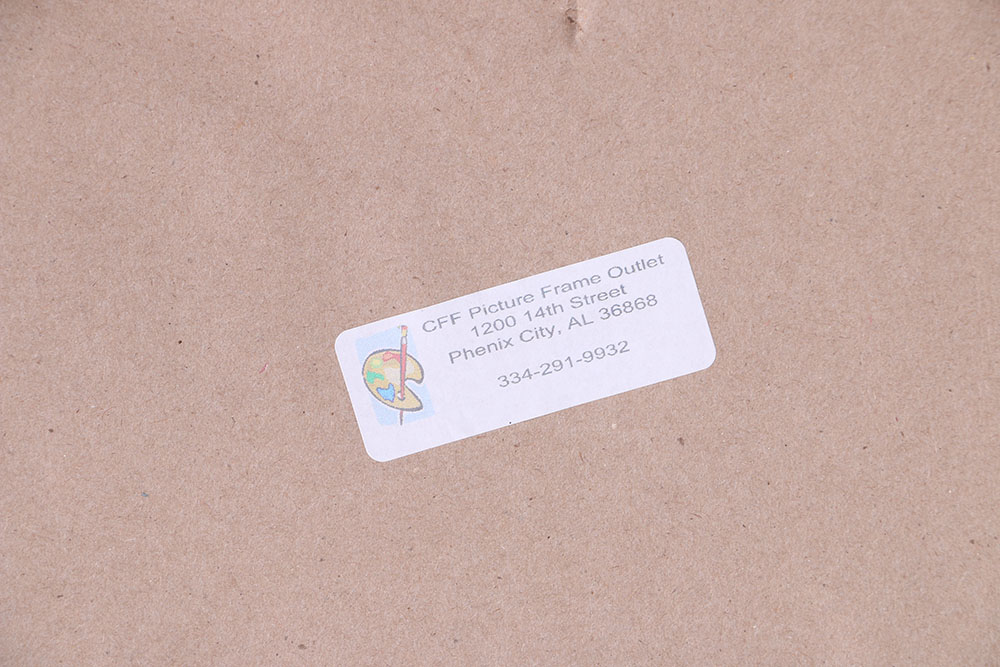 CFF Picture Frame Outlet
1200 14th Street
Phenix City, AL 36868
334-291-9932